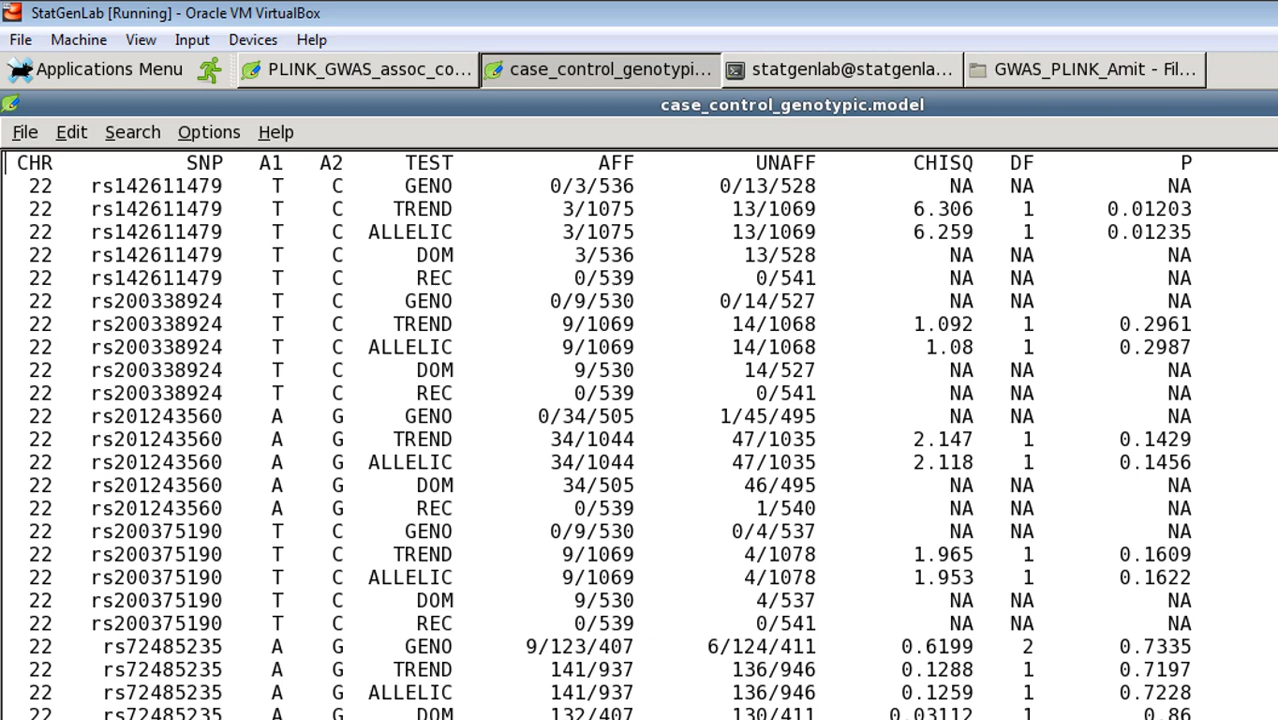 StatGenLab [Running] - Oracle VM VirtualBox
File Machine View Input Devices Help
Applications Menu PLINK_GWAS_assoc_co... case_control_genotypi... statgenlab@statgenla... GWAS_PLINK_Amit - Fil...
case_control_genotypic.model
File Edit Search Options Help
CHR SNP A1 A2 TEST AFF UNAFF CHISQ DF P
22 rs142611479 T C GENO 0/3/536 0/13/528 NA NA NA
22 rs142611479 T C TREND 3/1075 13/1069 6.306 1 0.01203
22 rs142611479 T C ALLELIC 3/1075 13/1069 6.259 1 0.01235
22 rs142611479 T C DOM 3/536 13/528 NA NA NA
22 rs142611479 T C REC 0/539 0/541 NA NA NA
22 rs200338924 T C GENO 0/9/530 0/14/527 NA NA NA
22 rs200338924 T C TREND 9/1069 14/1068 1.092 1 0.2961
22 rs200338924 T C ALLELIC 9/1069 14/1068 1.08 1 0.2987
22 rs200338924 T C DOM 9/530 14/527 NA NA NA
22 rs200338924 T C REC 0/539 0/541 NA NA NA
22 rs201243560 A G GENO 0/34/505 1/45/495 NA NA NA
22 rs201243560 A G TREND 34/1044 47/1035 2.147 1 0.1429
22 rs201243560 A G ALLELIC 34/1044 47/1035 2.118 1 0.1456
22 rs201243560 A G DOM 34/505 46/495 NA NA NA
22 rs201243560 A G REC 0/539 1/540 NA NA NA
22 rs200375190 T C GENO 0/9/530 0/4/537 NA NA NA
22 rs200375190 T C TREND 9/1069 4/1078 1.965 1 0.1609
22 rs200375190 T C ALLELIC 9/1069 4/1078 1.953 1 0.1622
22 rs200375190 T C DOM 9/530 4/537 NA NA NA
22 rs200375190 T C REC 0/539 0/541 NA NA NA
22 rs72485235 A G GENO 9/123/407 6/124/411 0.6199 2 0.7335
22 rs72485235 A G TREND 141/937 136/946 0.1288 1 0.7197
22 rs72485235 A G ALLELIC 141/937 136/946 0.1259 1 0.7228
22 rs72485235 A G DOM 132/407 130/411 0.03112 1 0.86